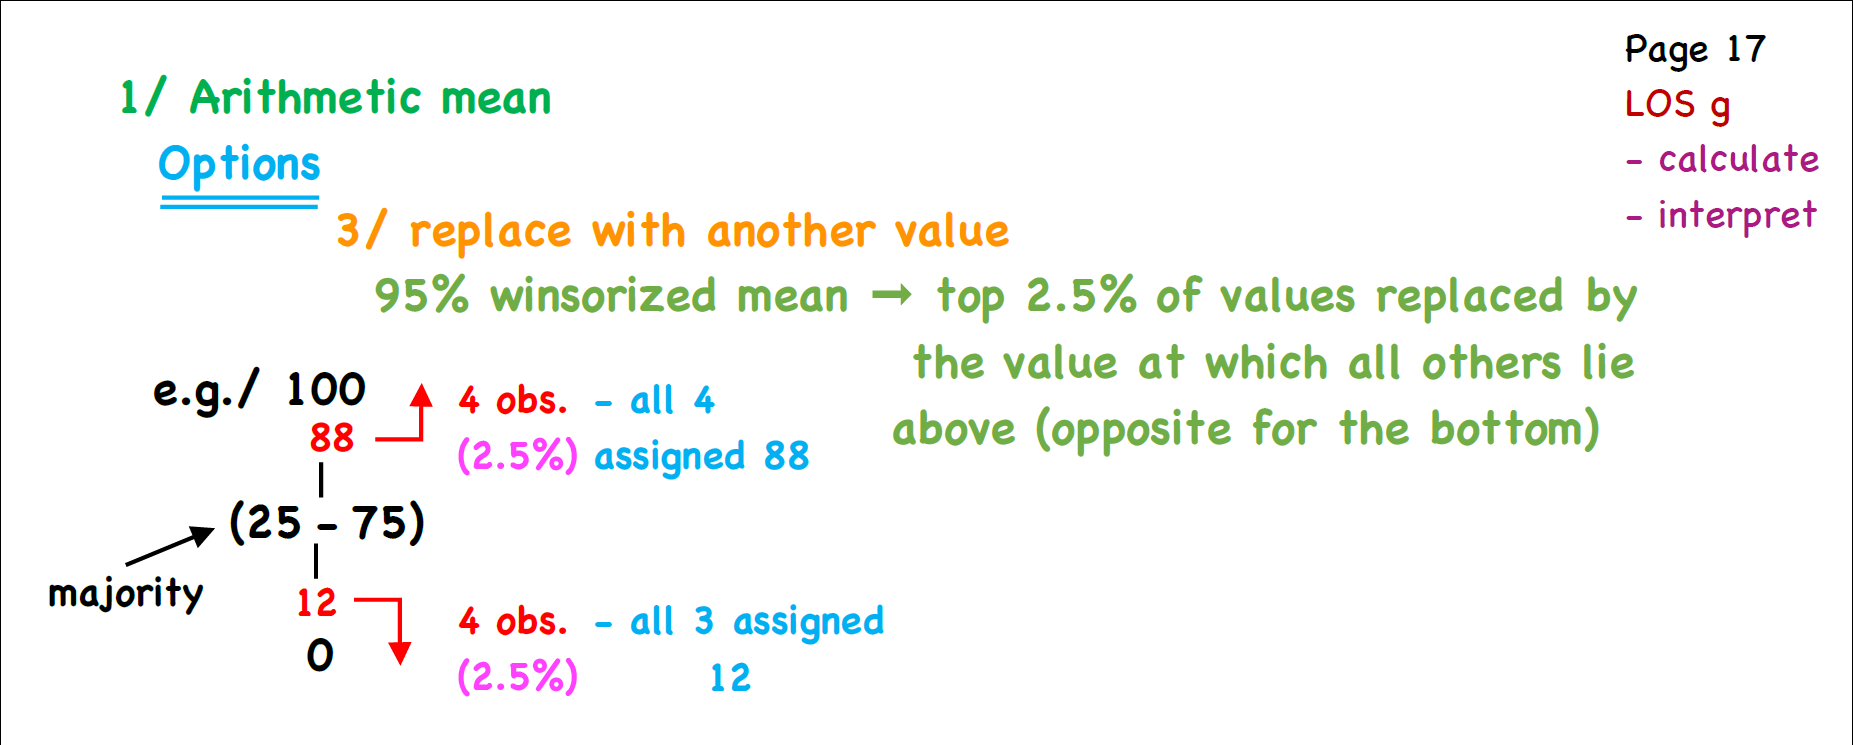 Page 17
LOS g
- calculate
- interpret
1/ Arithmetic mean
Options
3/ replace with another value
95% winsorized mean → top 2.5% of values replaced by
the value at which all others lie
above (opposite for the bottom)
e.g./ 100
88
(25 - 75)
majority
12
0
4 obs. - all 4
(2.5%) assigned 88
4 obs. - all 3 assigned
(2.5%) 12